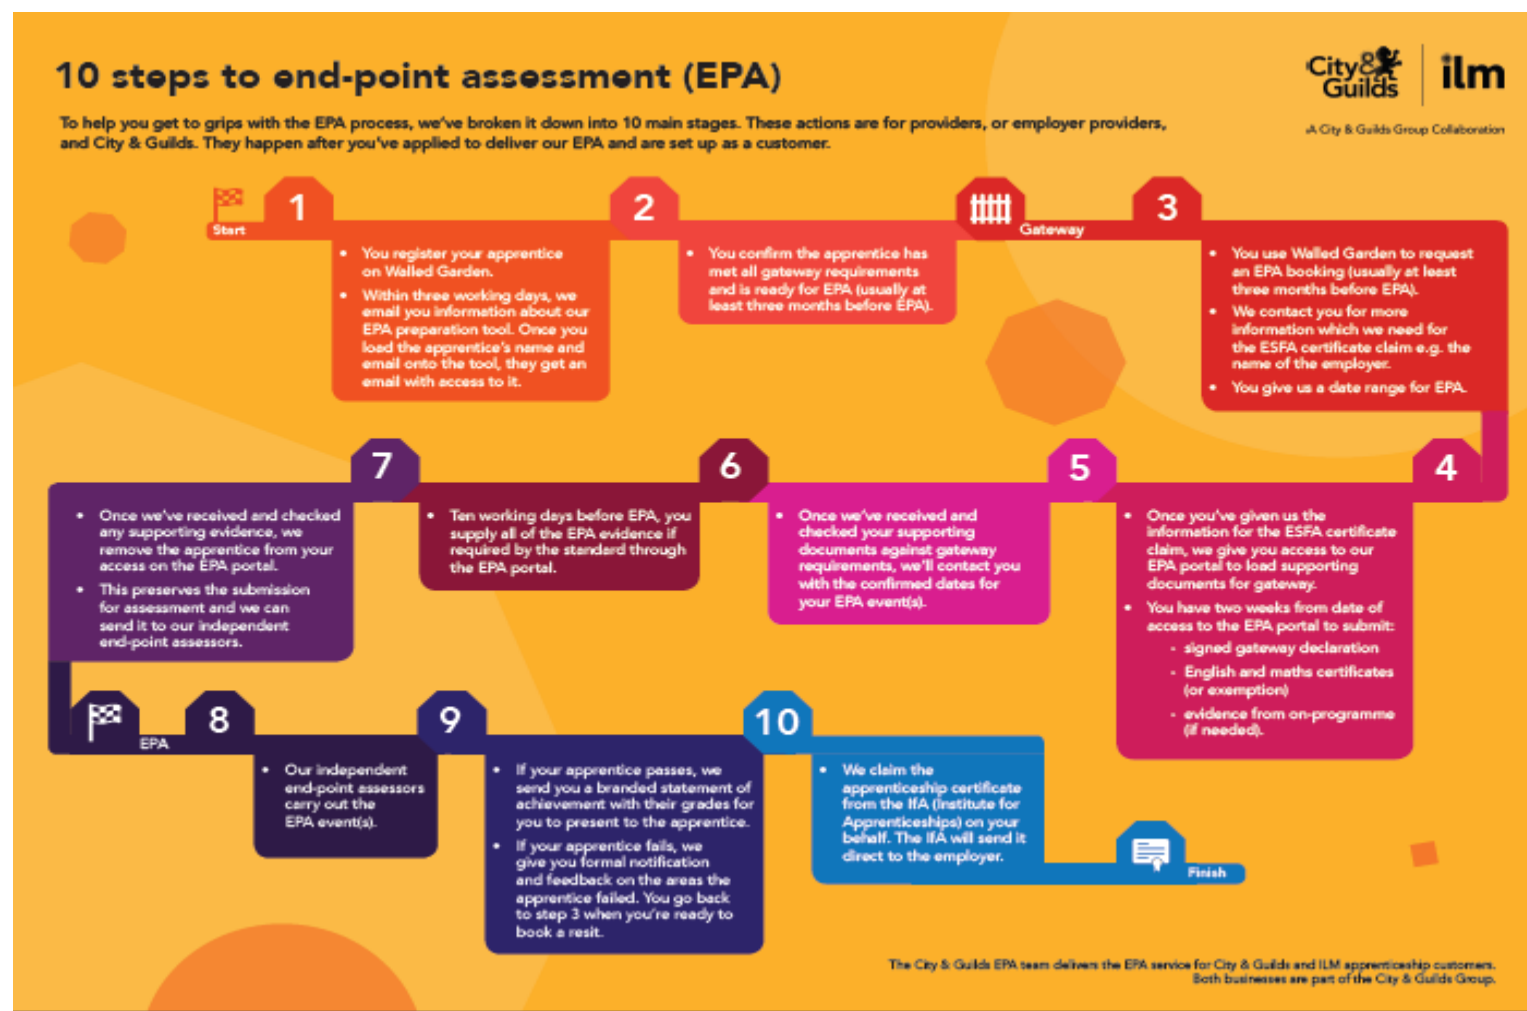 10 steps to end-point assessment (EPA)
City&
Guilds
ilm
A City & Guilds Group Collaboration
To help you get to grips with the EPA process, we've broken it down into 10 main stages. These actions are for providers, or employer providers,
and City & Guilds. They happen after you've applied to deliver our EPA and are set up as a customer.
Start
1
• You register your apprentice
on Walled Garden.
• Within three working days, we
email you information about our
EPA preparation tool. Once you
load the apprentice's name and
email onto the tool, they get an
email with access to it.
2
• You confirm the apprentice has
met all gateway requirements
and is ready for EPA (usually at
least three months before EPA).
Gateway
3
• You use Walled Garden to request
an EPA booking (usually at least
three months before EPA).
• We contact you for more
information which we need for
the ESFA certificate claim e.g. the
name of the employer.
• You give us a date range for EPA.
4
• Once you've given us the
information for the ESFA certificate
claim, we give you access to our
EPA portal to load supporting
documents for gateway.
• You have two weeks from date of
access to the EPA portal to submit:
- signed gateway declaration
- English and maths certificates
(or exemption)
- evidence from on-programme
(if needed).
5
• Once we've received and
checked your supporting
documents against gateway
requirements, we'll contact you
with the confirmed dates for
your EPA event(s).
6
• Ten working days before EPA, you
supply all of the EPA evidence if
required by the standard through
the EPA portal.
7
• Once we've received and checked
any supporting evidence, we
remove the apprentice from your
access on the EPA portal.
• This preserves the submission
for assessment and we can
send it to our independent
end-point assessors.
EPA
8
• Our independent
end-point assessors
carry out the
EPA event(s).
9
• If your apprentice passes, we
send you a branded statement of
achievement with their grades for
you to present to the apprentice.
• If your apprentice fails, we
give you formal notification
and feedback on the areas the
apprentice failed. You go back
to step 3 when you're ready to
book a resit.
10
• We claim the
apprenticeship certificate
from the IfA (Institute for
Apprenticeships) on your
behalf. The IfA will send it
direct to the employer.
Finish
The City & Guilds EPA team delivers the EPA service for City & Guilds and ILM apprenticeship customers.
Both businesses are part of the City & Guilds Group.